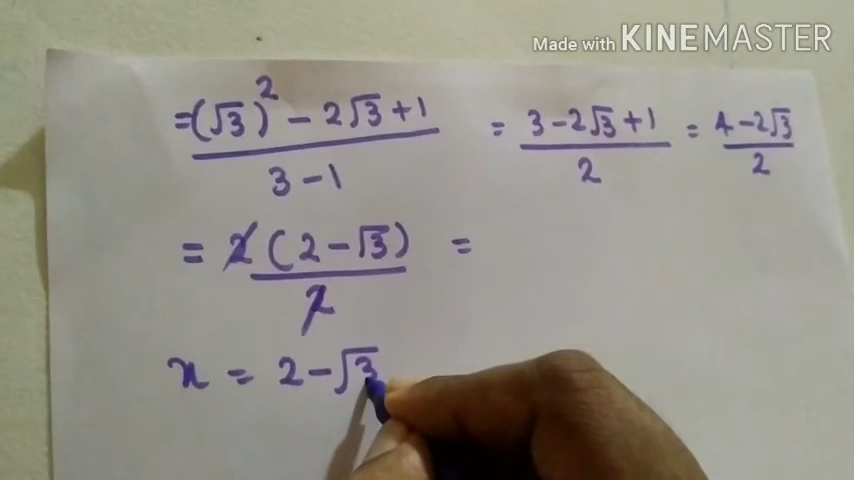 Made with KINEMASTER
= (√3)² - 2√3 + 1 / 3 - 1 = 3 - 2√3 + 1 / 2 = 4 - 2√3 / 2
= 2 (2 - √3) / 2 =
x = 2 - √3